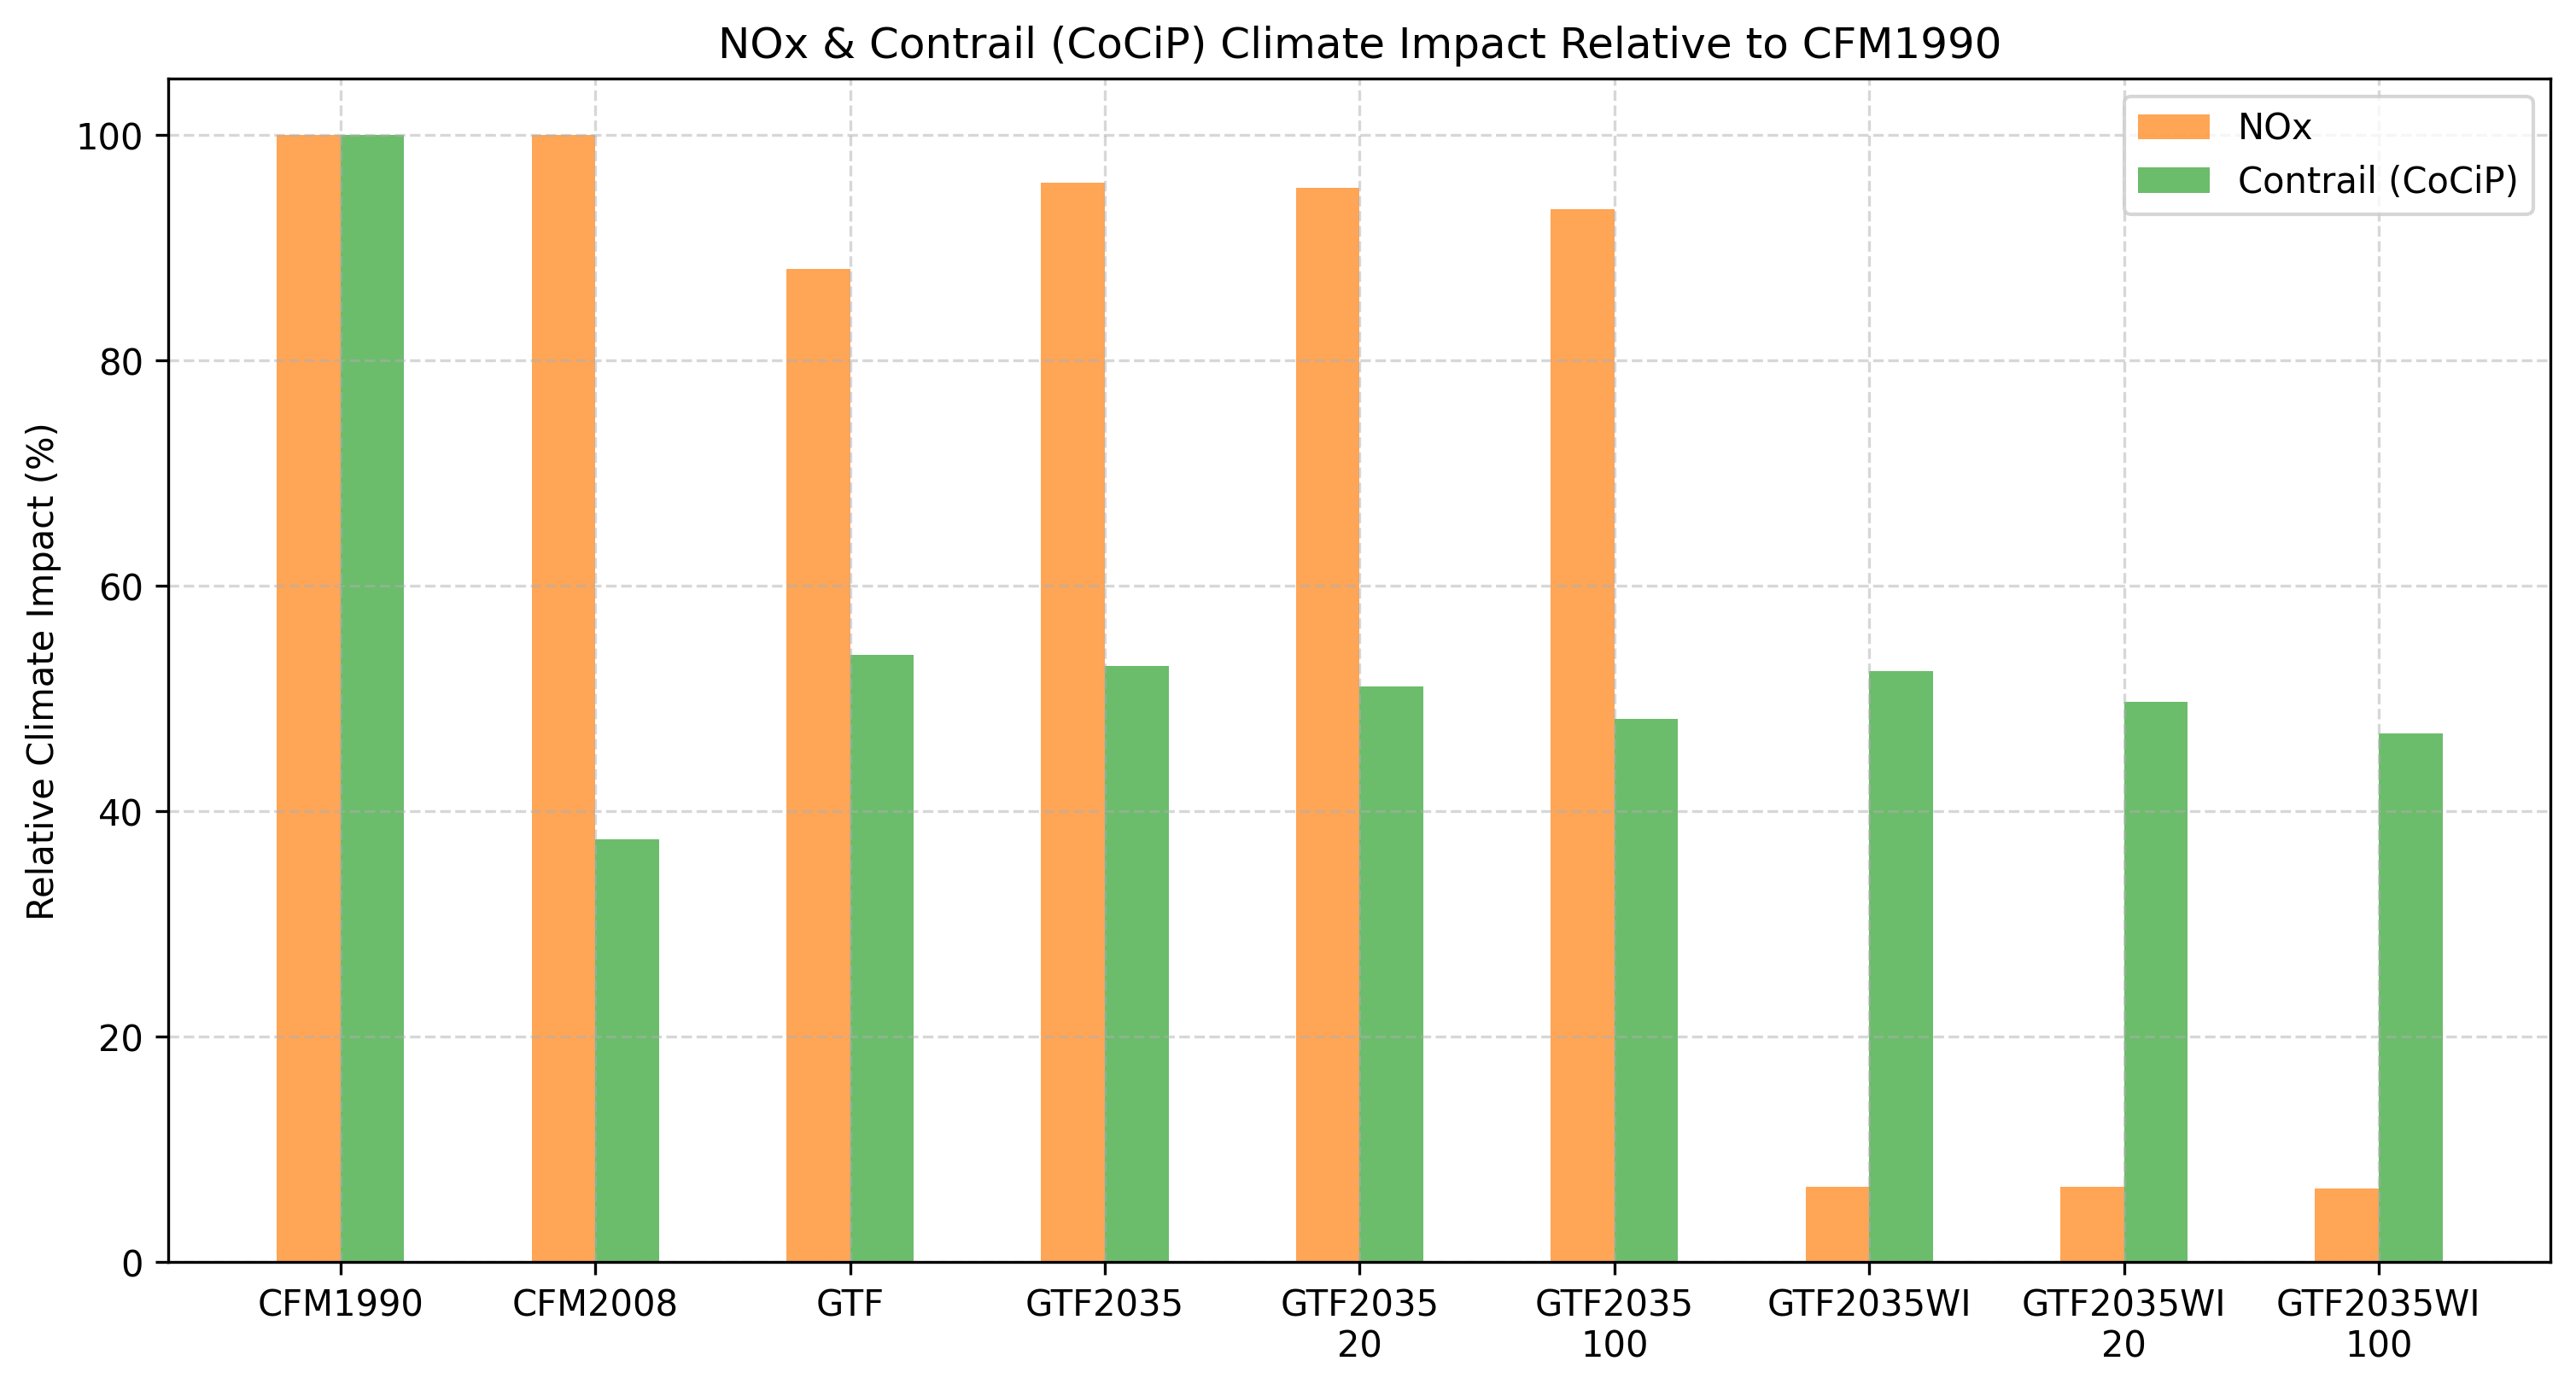 NOx & Contrail (CoCiP) Climate Impact Relative to CFM1990
Relative Climate Impact (%)
100
80
60
40
20
0
NOx
Contrail (CoCiP)
CFM1990 CFM2008 GTF GTF2035 GTF2035 GTF2035 GTF2035WI GTF2035WI GTF2035WI
20 100 20 100